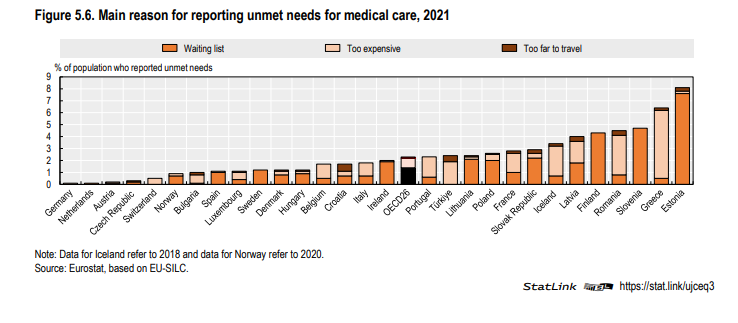 Figure 5.6. Main reason for reporting unmet needs for medical care, 2021
Waiting list
Too expensive
Too far to travel
% of population who reported unmet needs
9
8
7
6
5
4
3
2
1
0
Germany
Netherlands
Austria
Czech Republic
Switzerland
Norway
Bulgaria
Spain
Luxembourg
Sweden
Denmark
Hungary
Belgium
Croatia
Italy
Ireland
OECD26
Portugal
Türkiye
Lithuania
Poland
France
Slovak Republic
Iceland
Latvia
Finland
Romania
Slovenia
Greece
Estonia
Note: Data for Iceland refer to 2018 and data for Norway refer to 2020.
Source: Eurostat, based on EU-SILC.
StatLink https://stat.link/ujceq3